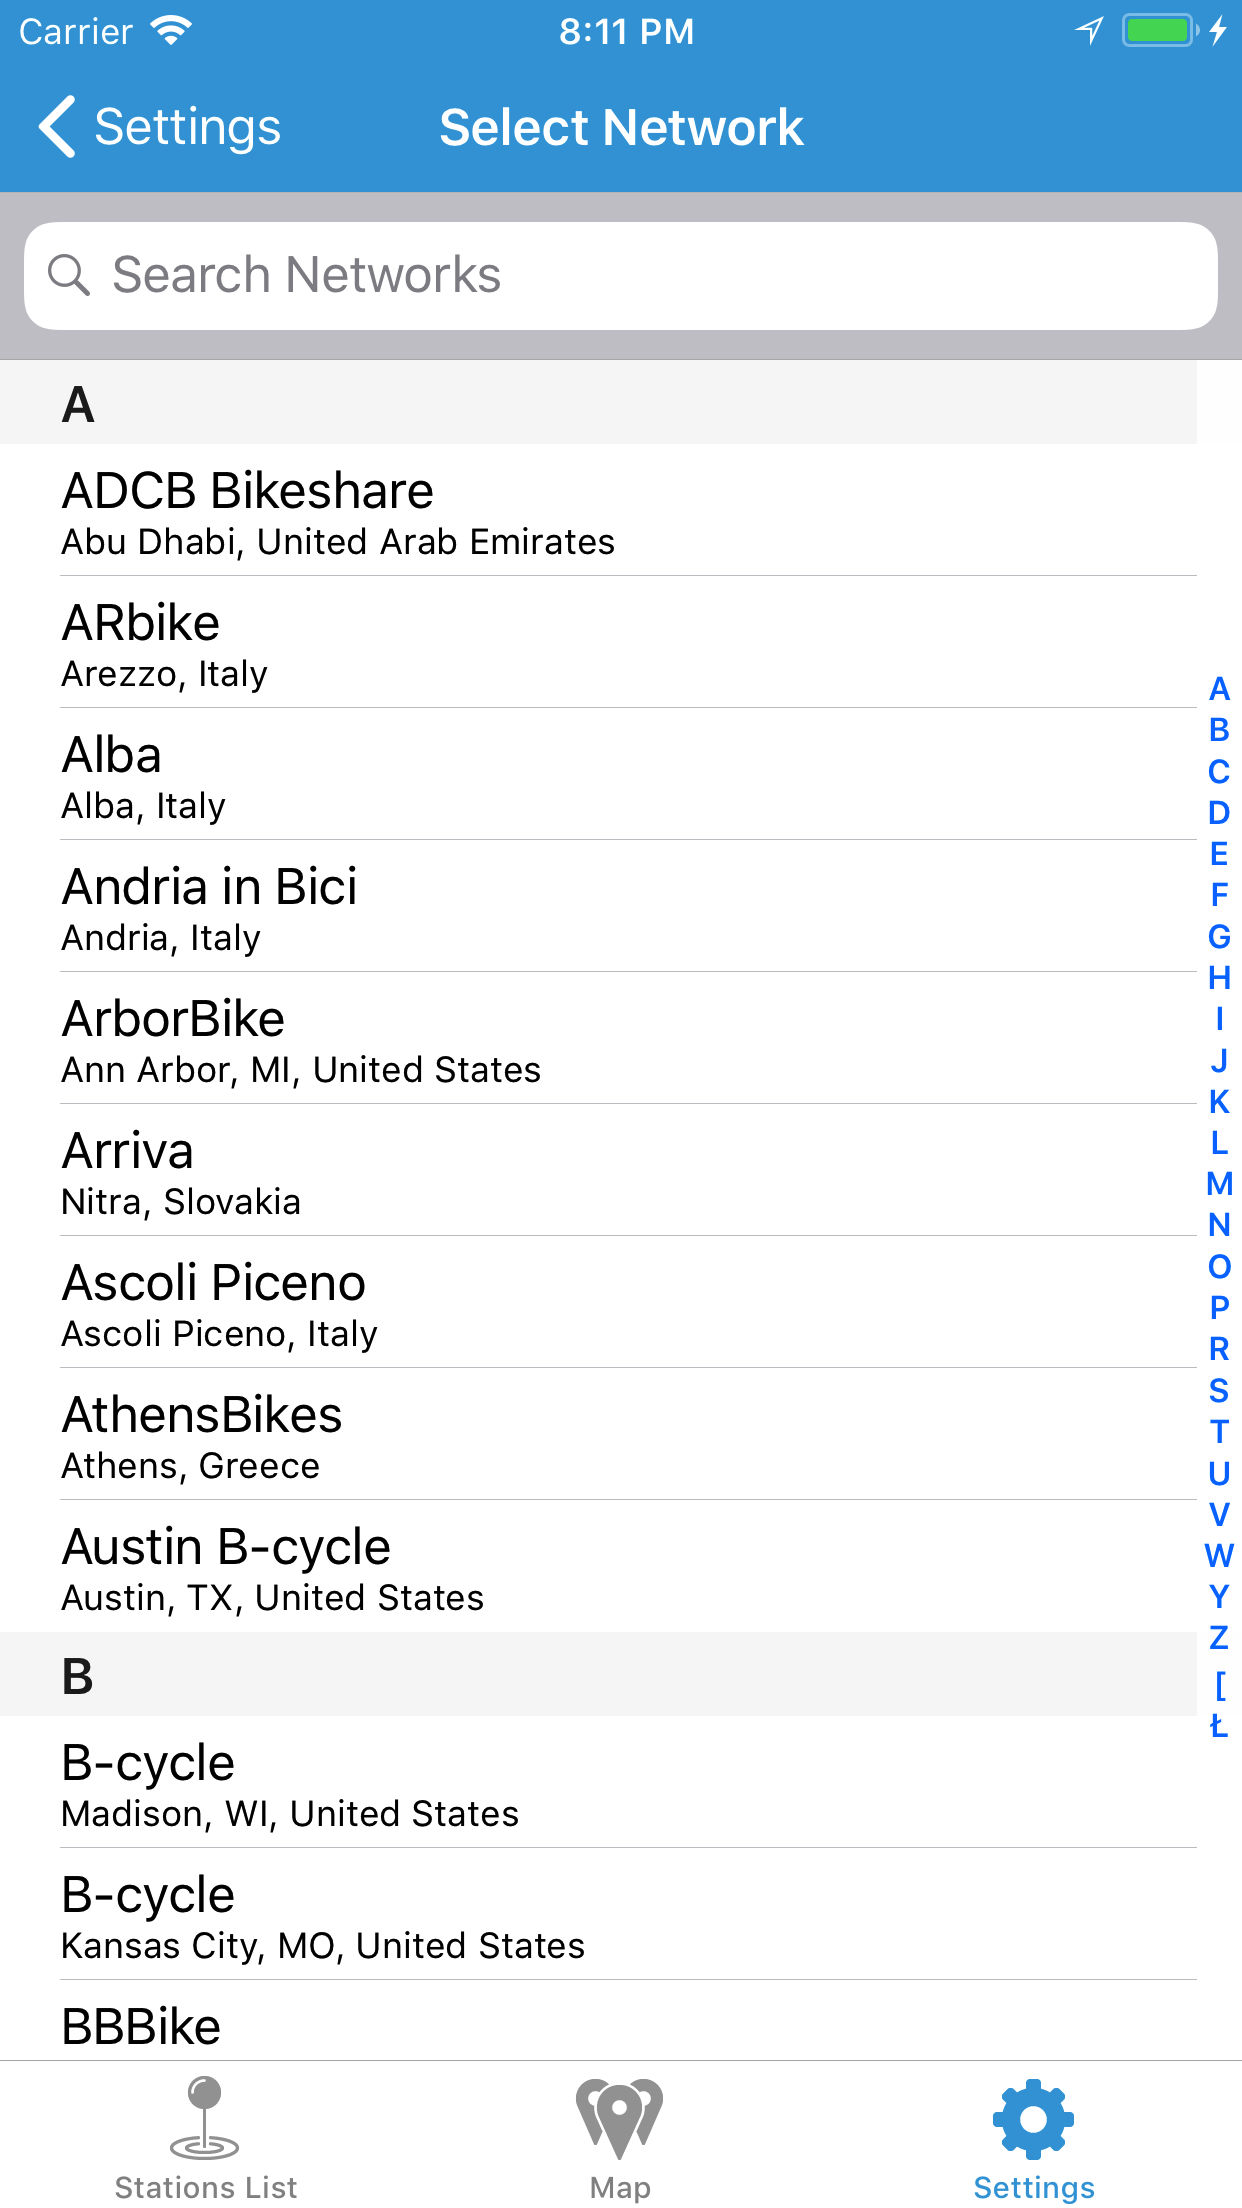 Carrier 8:11 PM
Settings Select Network
Search Networks
A
ADCB Bikeshare
Abu Dhabi, United Arab Emirates
ARbike
Arezzo, Italy
Alba
Alba, Italy
Andria in Bici
Andria, Italy
ArborBike
Ann Arbor, MI, United States
Arriva
Nitra, Slovakia
Ascoli Piceno
Ascoli Piceno, Italy
AthensBikes
Athens, Greece
Austin B-cycle
Austin, TX, United States
B
B-cycle
Madison, WI, United States
B-cycle
Kansas City, MO, United States
BBBike
A
B
C
D
E
F
G
H
I
J
K
L
M
N
O
P
R
S
T
U
V
W
Y
Z
[
Ł
Stations List Map Settings